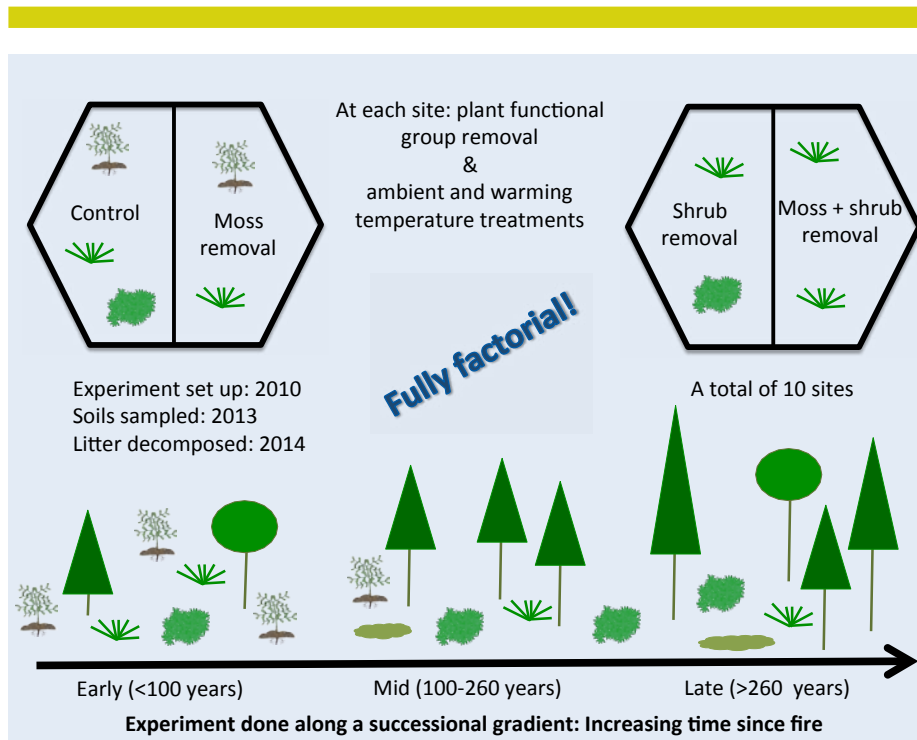 At each site: plant functional
group removal
&
ambient and warming
temperature treatments
Control
Moss
removal
Shrub
removal
Moss + shrub
removal
Fully factorial!
Experiment set up: 2010
Soils sampled: 2013
Litter decomposed: 2014
A total of 10 sites
Early (<100 years)
Mid (100-260 years)
Late (>260 years)
Experiment done along a successional gradient: Increasing time since fire